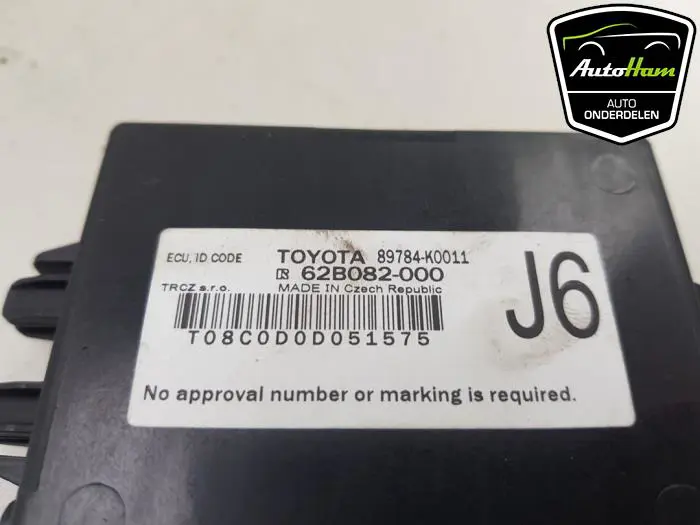 AutoHam
AUTO
ONDERDELEN
ECU, ID CODE
TOYOTA 89784-K0011
62B082-000
TRCZ s.r.o.
MADE IN Czech Republic
J6
T08C0D0D051575
No approval number or marking is required.